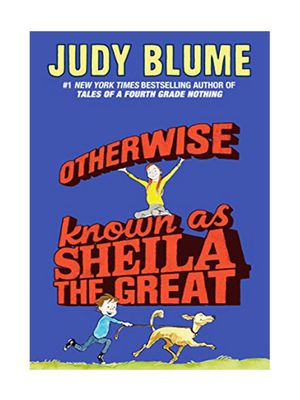 JUDY BLUME
#1 NEW YORK TIMES BESTSELLING AUTHOR OF
TALES OF A FOURTH GRADE NOTHING
OTHERWISE
known as
SHEILA
THE GREAT